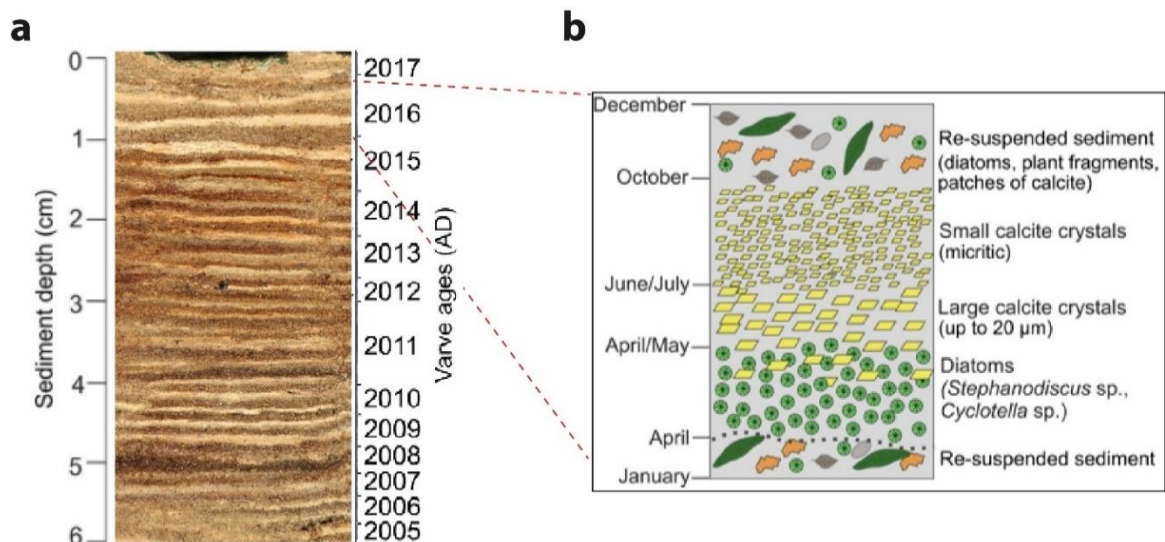 a
b
0
1
2
3
4
5
6
Sediment depth (cm)
2017
2016
2015
2014
2013
2012
2011
2010
2009
2008
2007
2006
2005
Varve ages (AD)
December
October
June/July
April/May
April
January
Re-suspended sediment
(diatoms, plant fragments,
patches of calcite)
Small calcite crystals
(micritic)
Large calcite crystals
(up to 20 µm)
Diatoms
(Stephanodiscus sp.,
Cyclotella sp.)
Re-suspended sediment